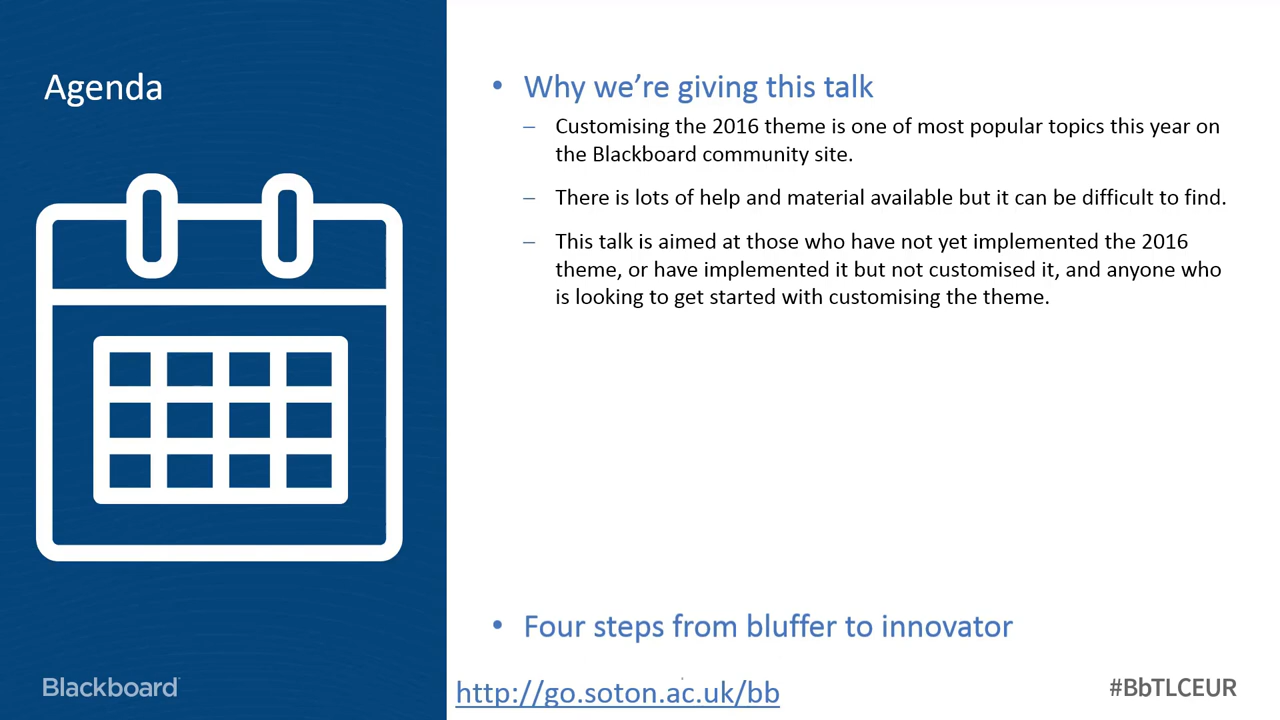 Agenda
• Why we’re giving this talk
– Customising the 2016 theme is one of most popular topics this year on
the Blackboard community site.
– There is lots of help and material available but it can be difficult to find.
– This talk is aimed at those who have not yet implemented the 2016
theme, or have implemented it but not customised it, and anyone who
is looking to get started with customising the theme.
• Four steps from bluffer to innovator
Blackboard
http://go.soton.ac.uk/bb
#BbTLCEUR